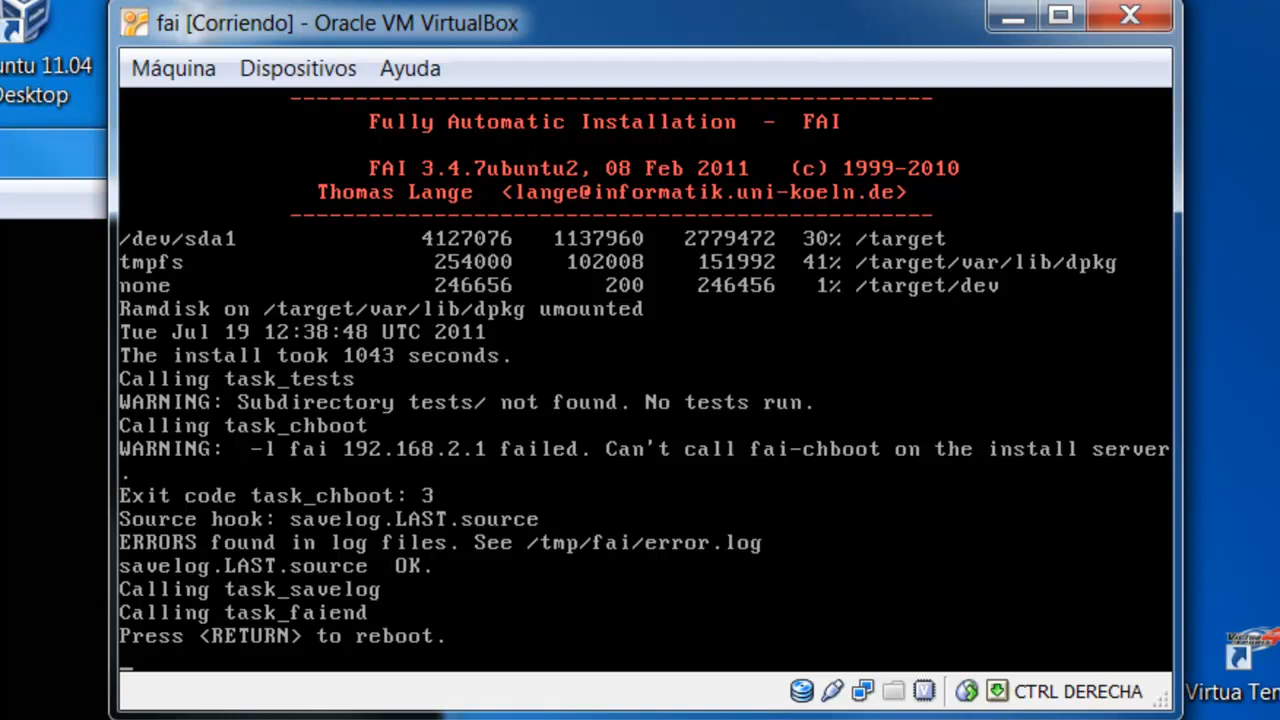 fai [Corriendo] - Oracle VM VirtualBox
Máquina Dispositivos Ayuda
untu 11.04
Desktop
Fully Automatic Installation - FAI
FAI 3.4.7ubuntu2, 08 Feb 2011 (c) 1999-2010
Thomas Lange <lange@informatik.uni-koeln.de>
/dev/sda1 4127076 1137960 2779472 30% /target
tmpfs 254000 102008 151992 41% /target/var/lib/dpkg
none 246656 200 246456 1% /target/dev
Ramdisk on /target/var/lib/dpkg umounted
Tue Jul 19 12:38:48 UTC 2011
The install took 1043 seconds.
Calling task_tests
WARNING: Subdirectory tests/ not found. No tests run.
Calling task_chboot
WARNING: -l fai 192.168.2.1 failed. Can't call fai-chboot on the install server
.
Exit code task_chboot: 3
Source hook: savelog.LAST.source
ERRORS found in log files. See /tmp/fai/error.log
savelog.LAST.source OK.
Calling task_savelog
Calling task_faiend
Press <RETURN> to reboot.
_
CTRL DERECHA
Virtua Ten